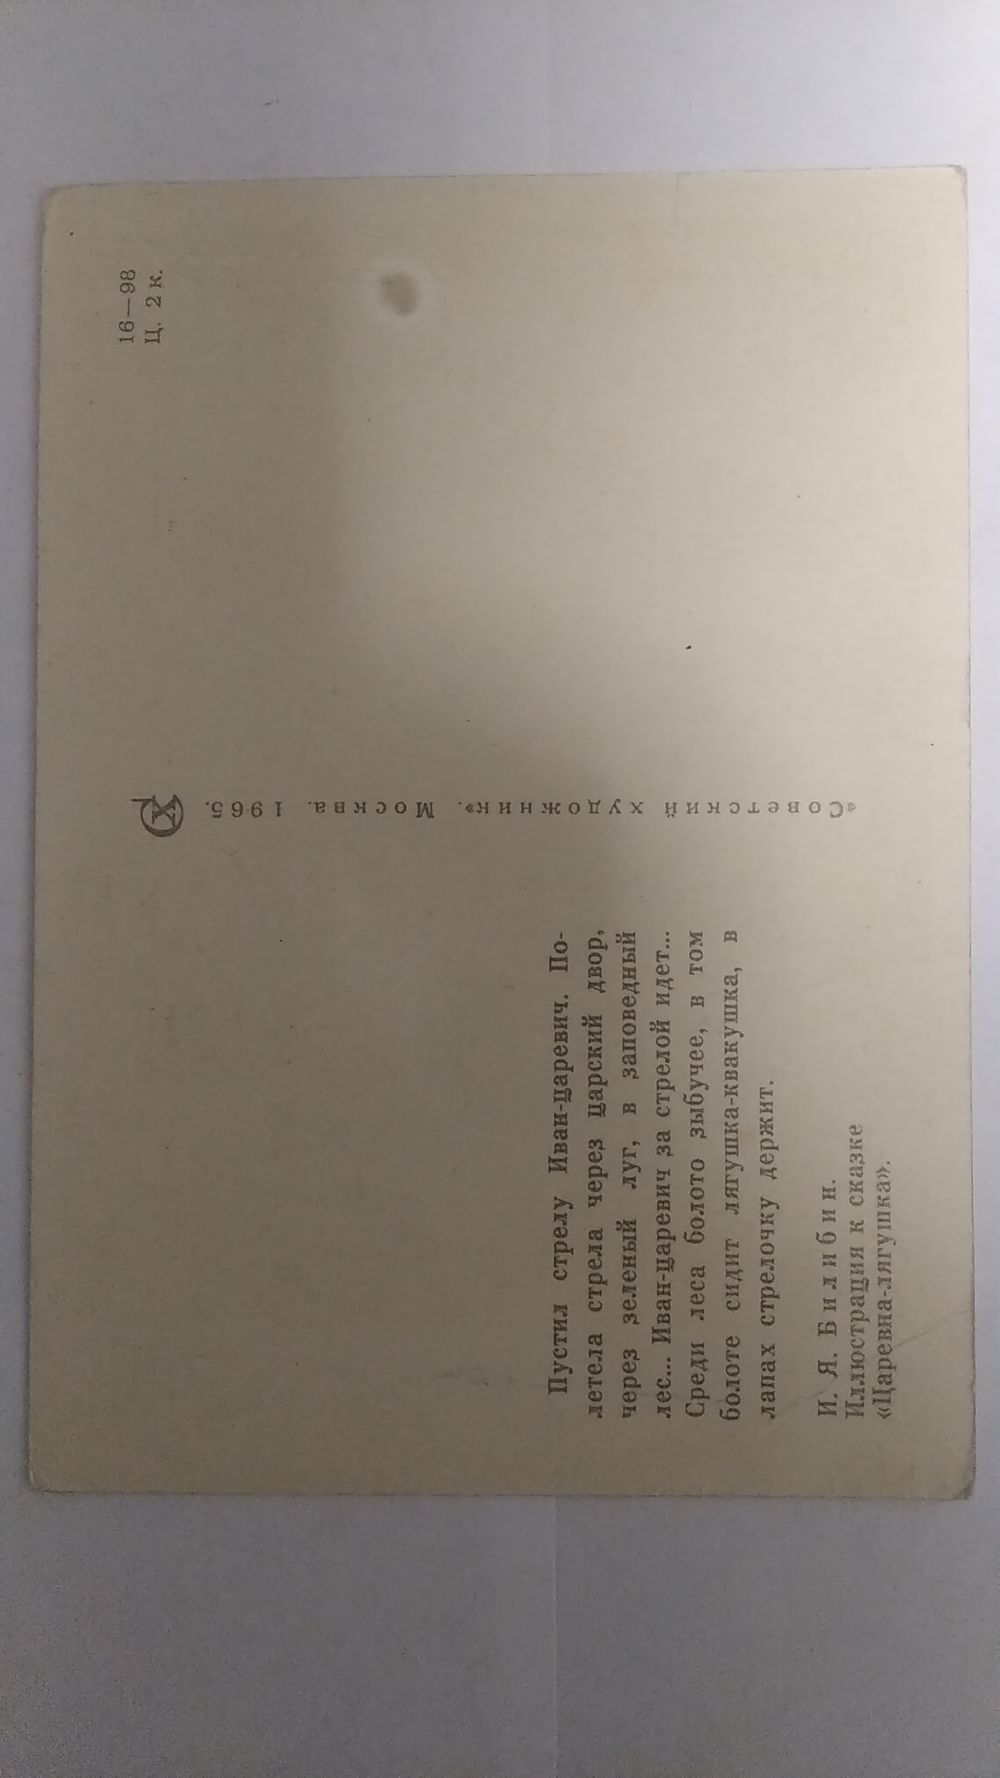 16—98
Ц. 2 к.
«Советский художник». Москва. 1965.
Пустил стрелу Иван-царевич. По-
летела стрела через царский двор,
через зеленый луг, в заповедный
лес... Иван-царевич за стрелой идет...
Среди леса болото зыбучее, в том
болоте сидит лягушка-квакушка, в
лапах стрелочку держит.
И. Я. Билибин.
Иллюстрация к сказке
«Царевна-лягушка».